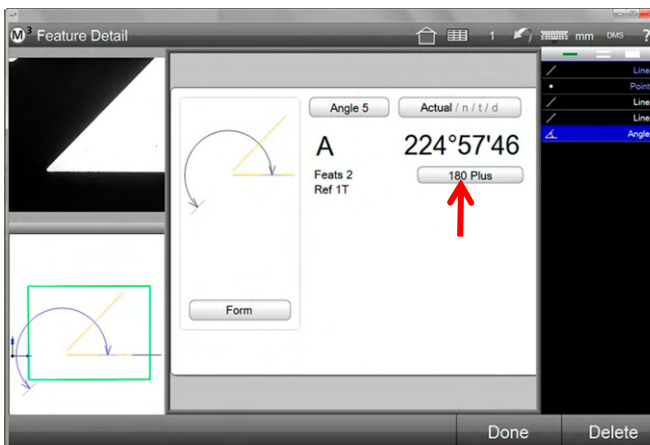 M³ Feature Detail
1
mm
DMS
?
Line
Point
Line
Line
Angle
Angle 5
Actual / n / t / d
A
224°57'46
Feats 2
180 Plus
Ref 1T
Form
Done
Delete